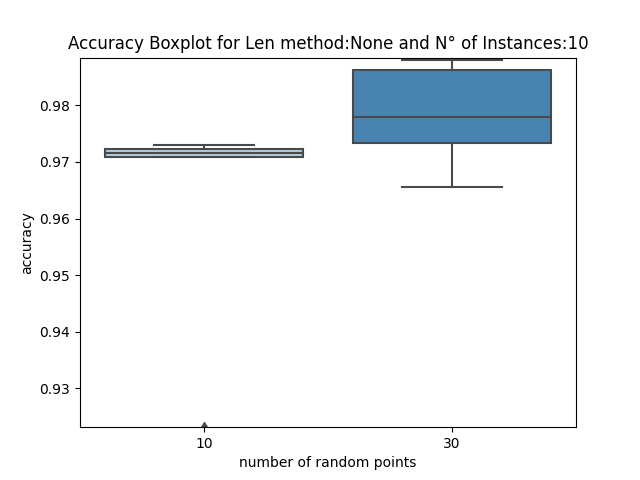 Accuracy Boxplot for Len method:None and N° of Instances:10
0.98
0.97
0.96
0.95
0.94
0.93
accuracy
10
30
number of random points